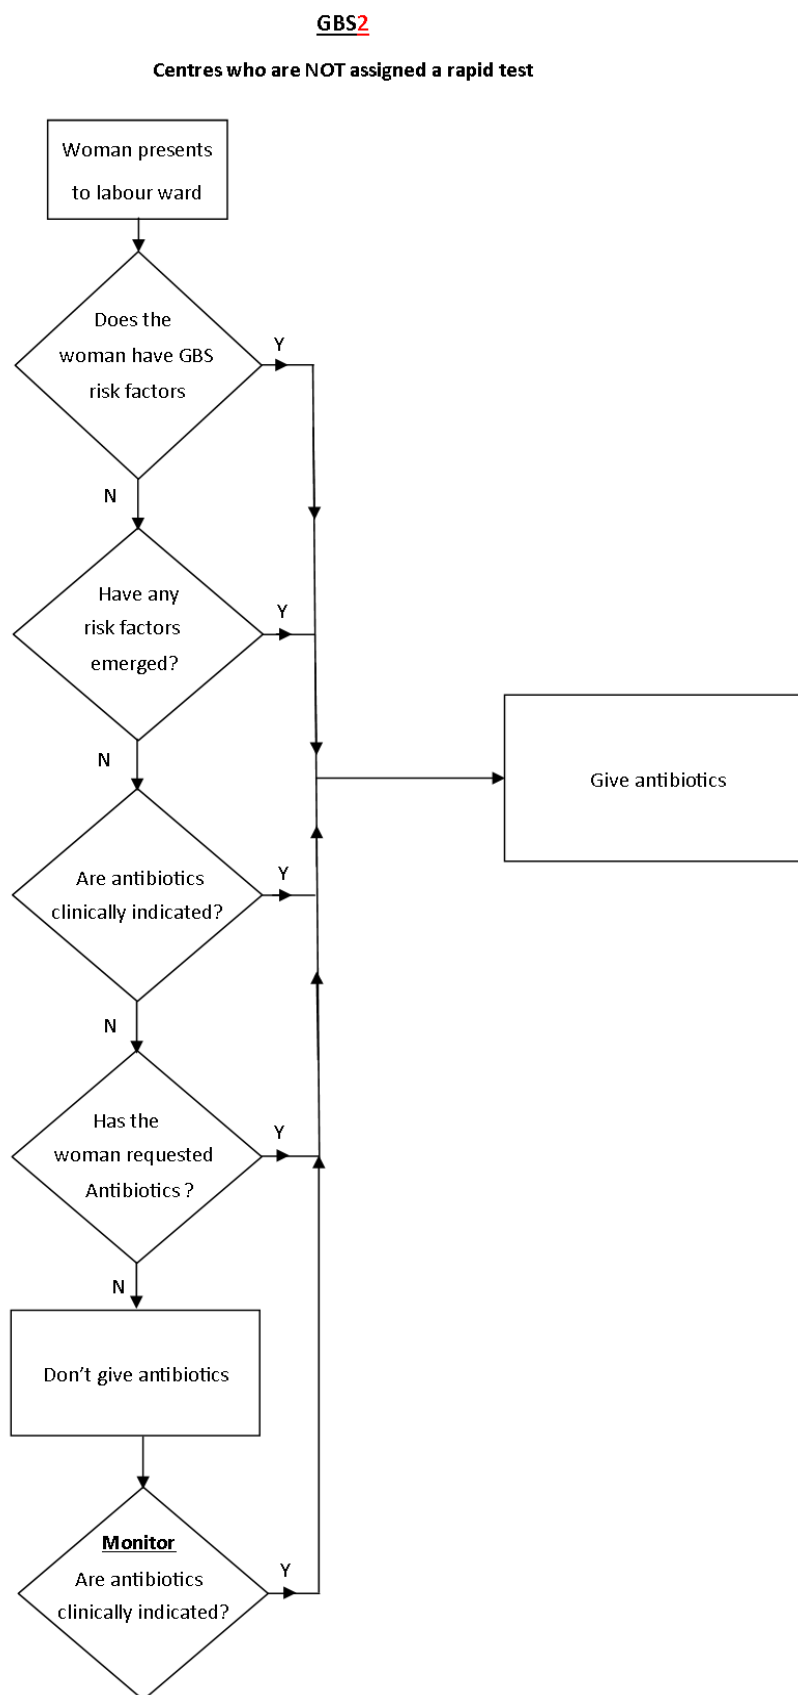 GBS2
Centres who are NOT assigned a rapid test
Woman presents
to labour ward
Does the
woman have GBS
risk factors
Y
N
Have any
risk factors
emerged?
Y
N
Are antibiotics
clinically indicated?
Y
N
Has the
woman requested
Antibiotics ?
Y
N
Don’t give antibiotics
Monitor
Are antibiotics
clinically indicated?
Y
Give antibiotics